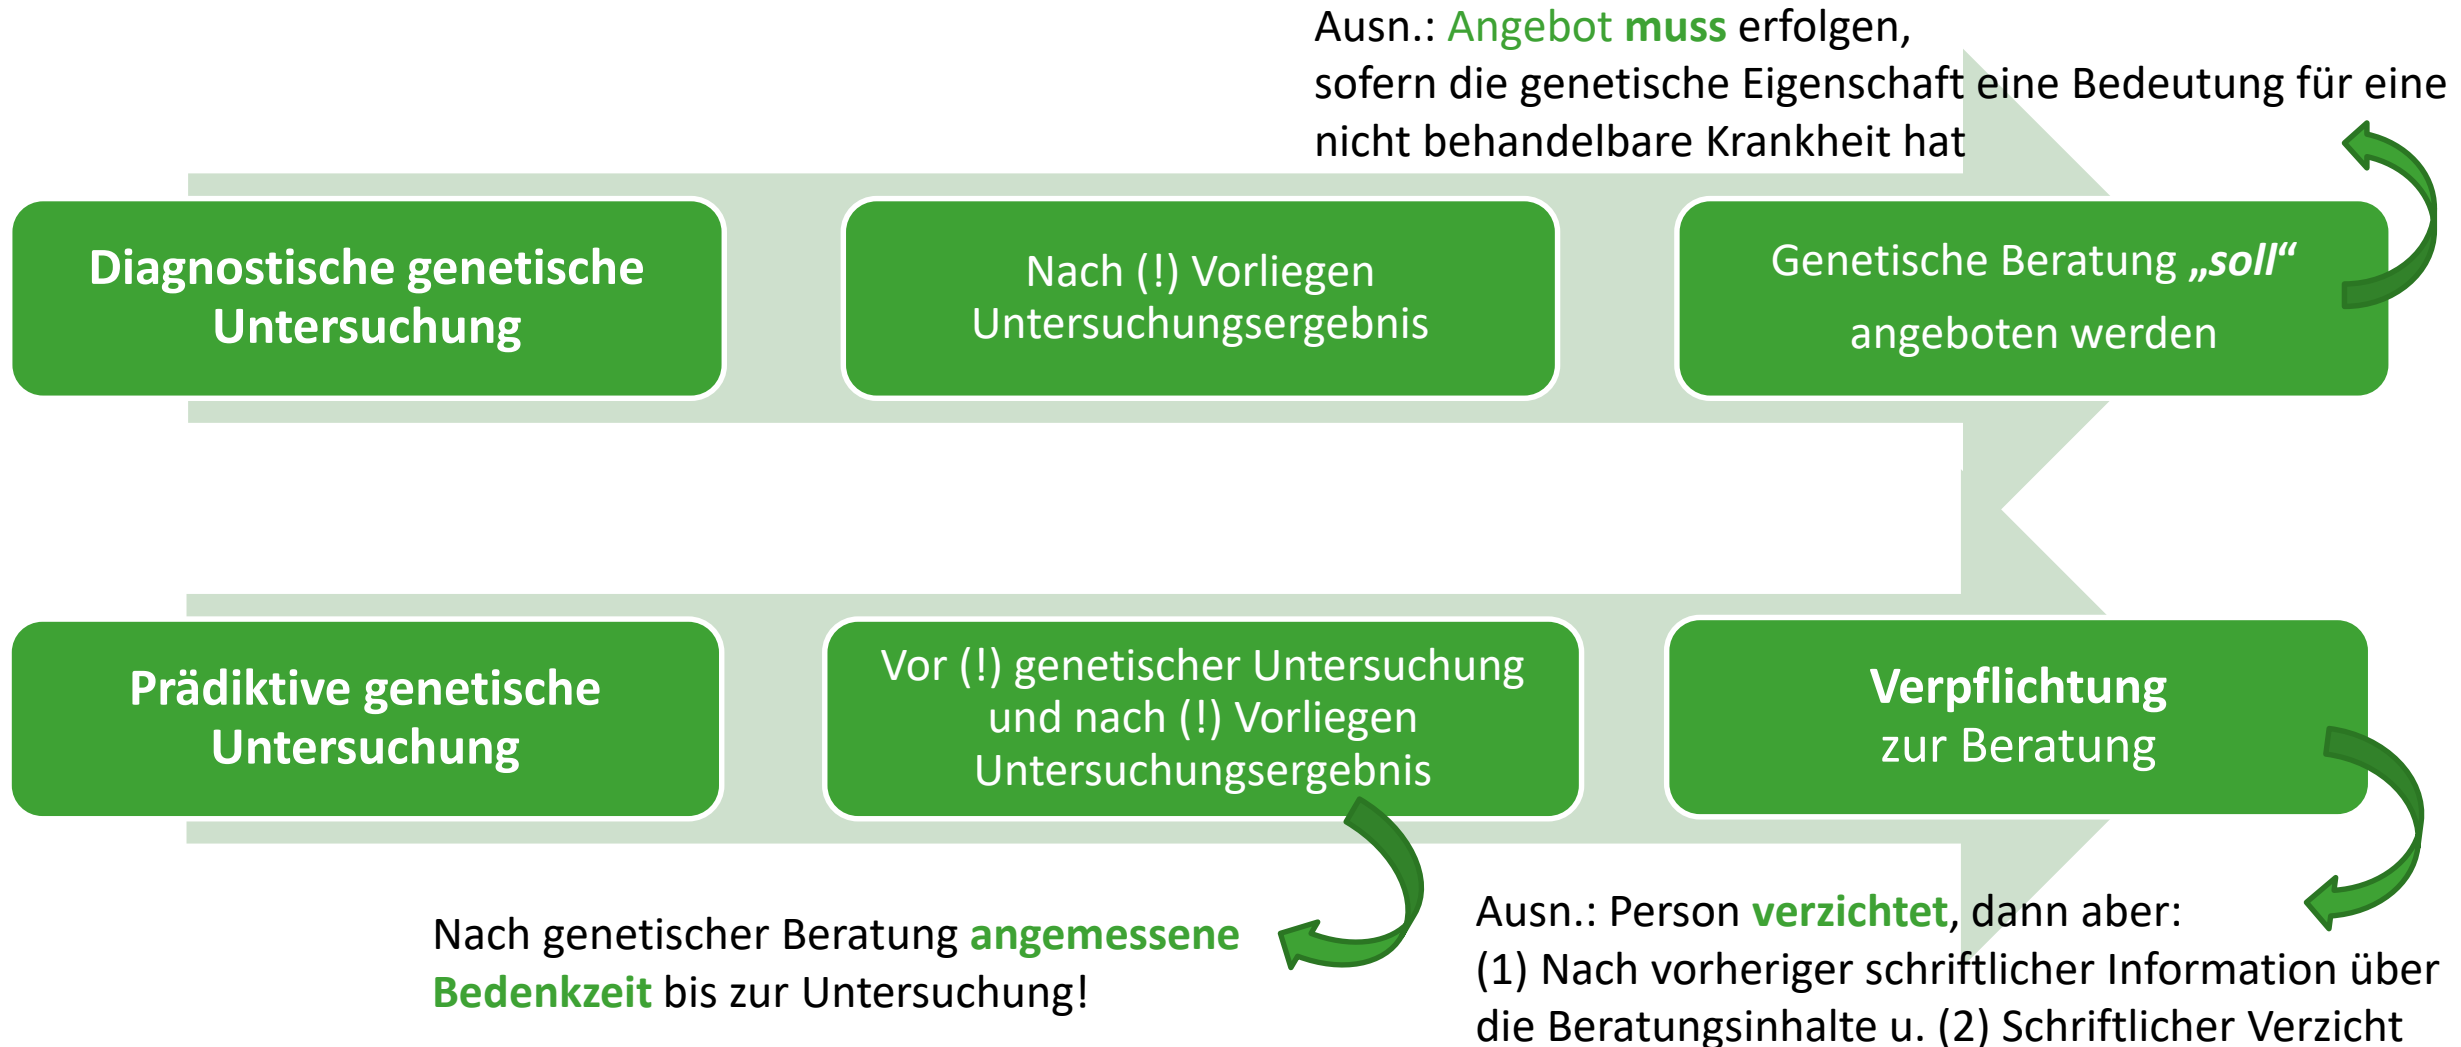 Ausn.: Angebot muss erfolgen,
sofern die genetische Eigenschaft eine Bedeutung für eine
nicht behandelbare Krankheit hat
Diagnostische genetische
Untersuchung
Nach (!) Vorliegen
Untersuchungsergebnis
Genetische Beratung „soll“
angeboten werden
Prädiktive genetische
Untersuchung
Vor (!) genetischer Untersuchung
und nach (!) Vorliegen
Untersuchungsergebnis
Verpflichtung
zur Beratung
Nach genetischer Beratung angemessene
Bedenkzeit bis zur Untersuchung!
Ausn.: Person verzichtet, dann aber:
(1) Nach vorheriger schriftlicher Information über
die Beratungsinhalte u. (2) Schriftlicher Verzicht